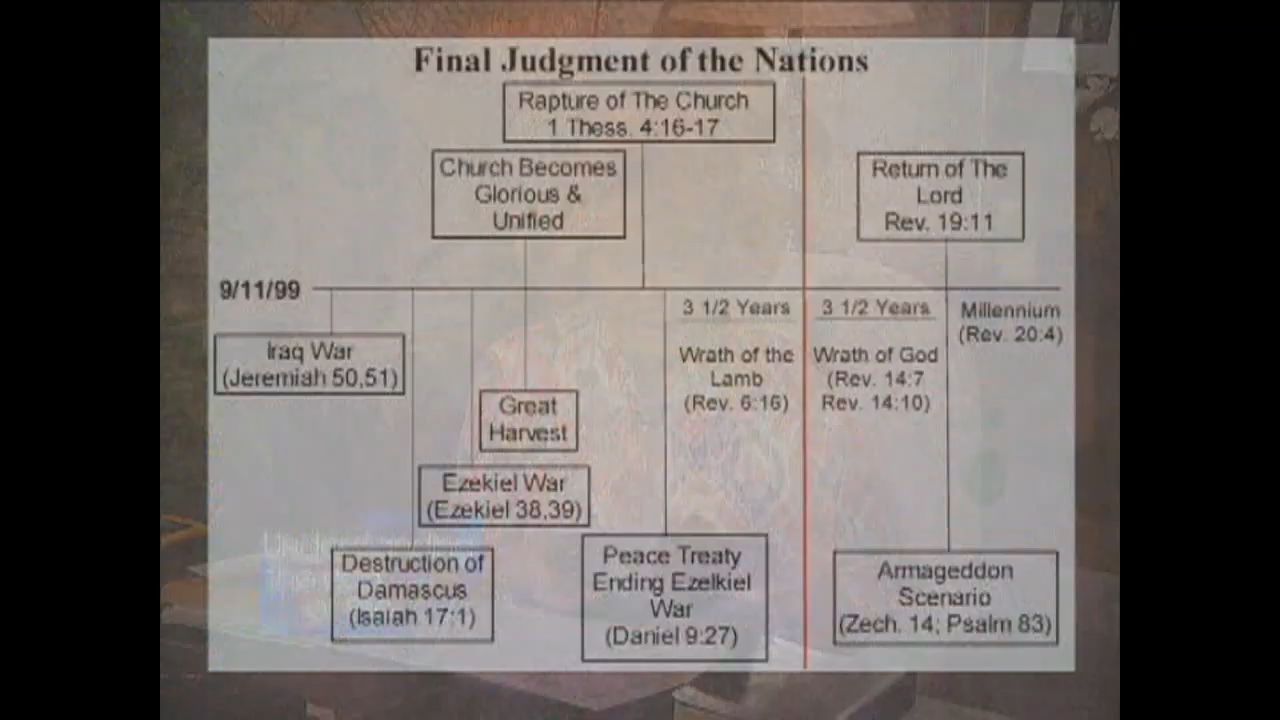 Final Judgment of the Nations
Rapture of The Church
1 Thess. 4:16-17
Church Becomes
Glorious &
Unified
Return of The
Lord
Rev. 19:11
9/11/99
3 1/2 Years
3 1/2 Years
Millennium
(Rev. 20:4)
Iraq War
(Jeremiah 50,51)
Wrath of the
Lamb
(Rev. 6:16)
Wrath of God
(Rev. 14:7
Rev. 14:10)
Great
Harvest
Ezekiel War
(Ezekiel 38,39)
Destruction of
Damascus
(Isaiah 17:1)
Peace Treaty
Ending Ezelkiel
War
(Daniel 9:27)
Armageddon
Scenario
(Zech. 14; Psalm 83)